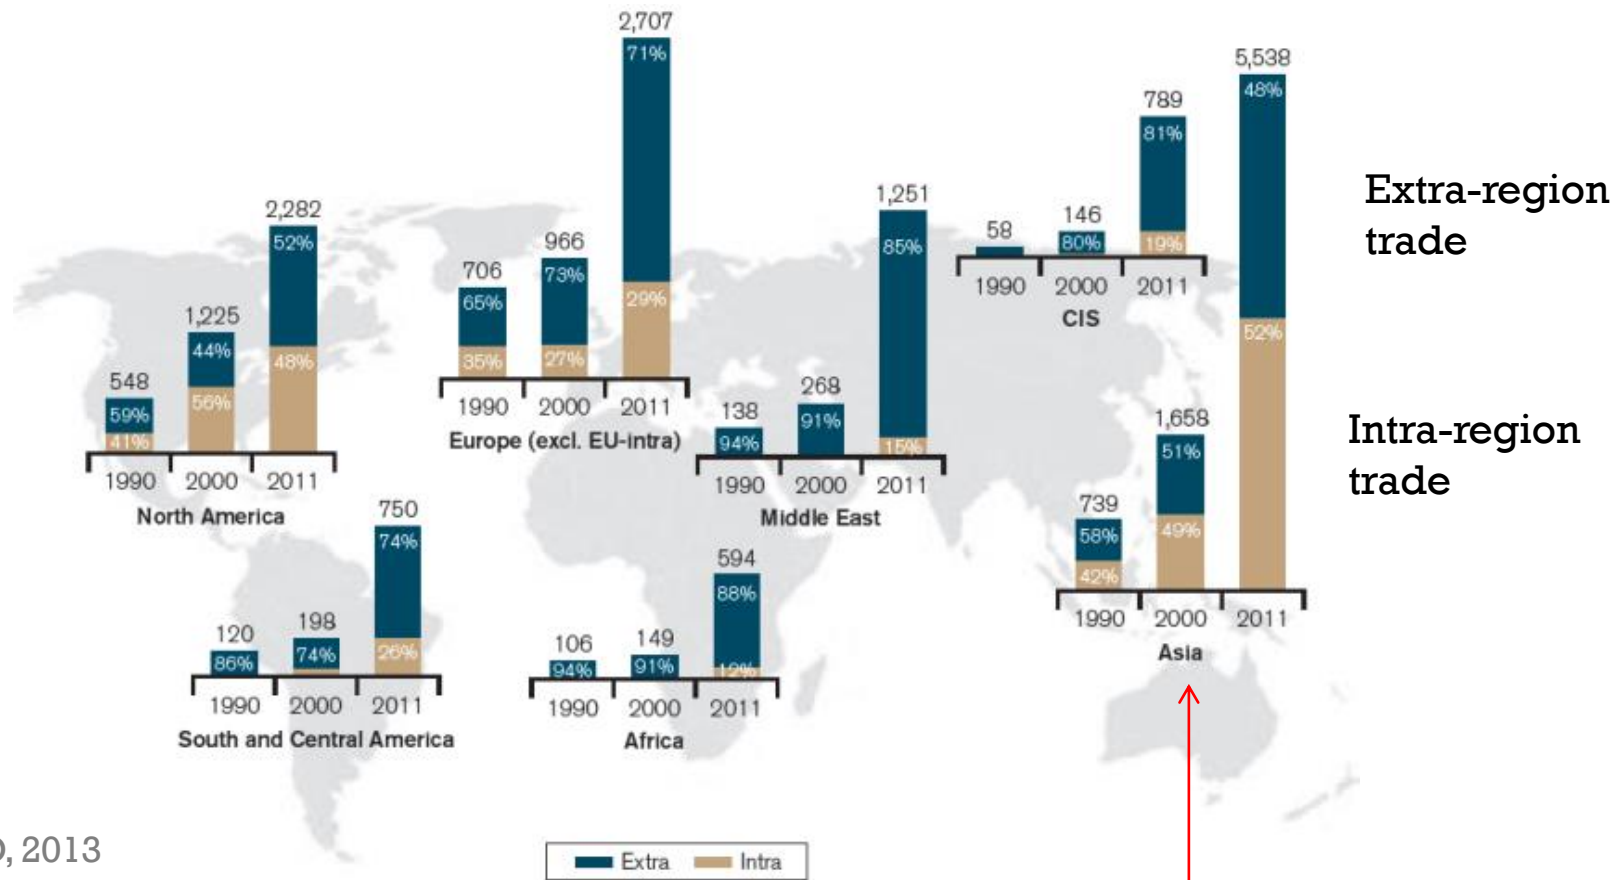 548
59%
41%
1,225
44%
56%
2,282
52%
48%
1990 2000 2011
North America
706
65%
35%
966
73%
27%
2,707
71%
29%
1990 2000 2011
Europe (excl. EU-intra)
138
94%
268
91%
1,251
85%
15%
1990 2000 2011
Middle East
58
146
80%
789
81%
19%
1990 2000 2011
CIS
739
58%
42%
1,658
51%
49%
5,538
48%
52%
1990 2000 2011
Asia
120
86%
198
74%
750
74%
26%
1990 2000 2011
South and Central America
106
94%
149
91%
594
88%
12%
1990 2000 2011
Africa
Extra-region
trade
Intra-region
trade
, 2013
Extra Intra